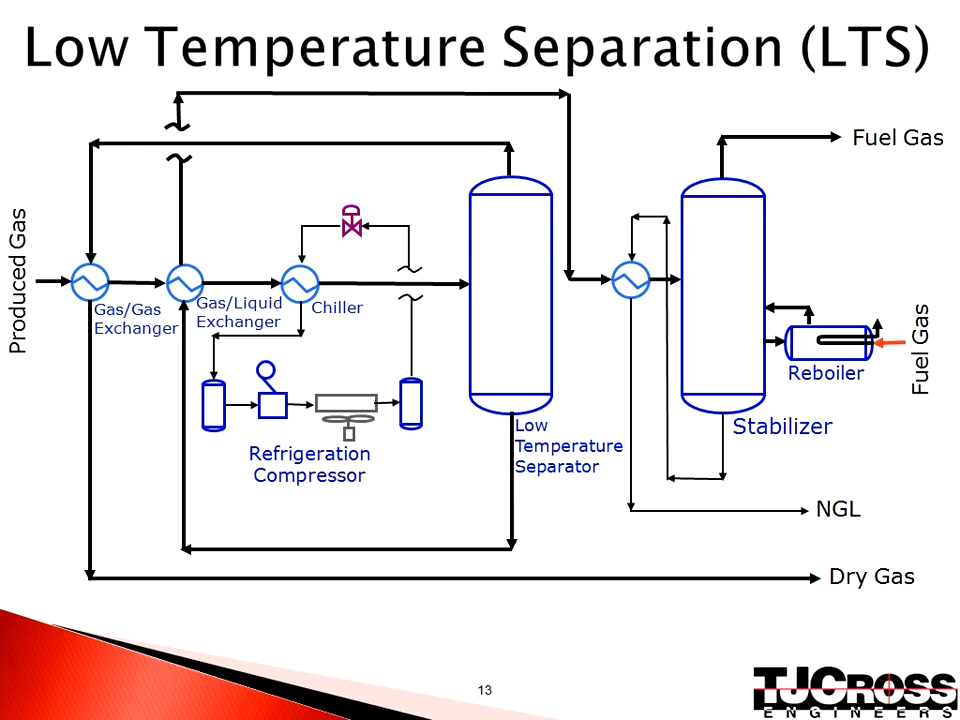 Low Temperature Separation (LTS)
Fuel Gas
Produced Gas
Gas/Gas
Exchanger
Gas/Liquid
Exchanger
Chiller
Fuel Gas
Reboiler
Low
Temperature
Separator
Stabilizer
Refrigeration
Compressor
NGL
Dry Gas
13
TJCROSS
ENGINEERS